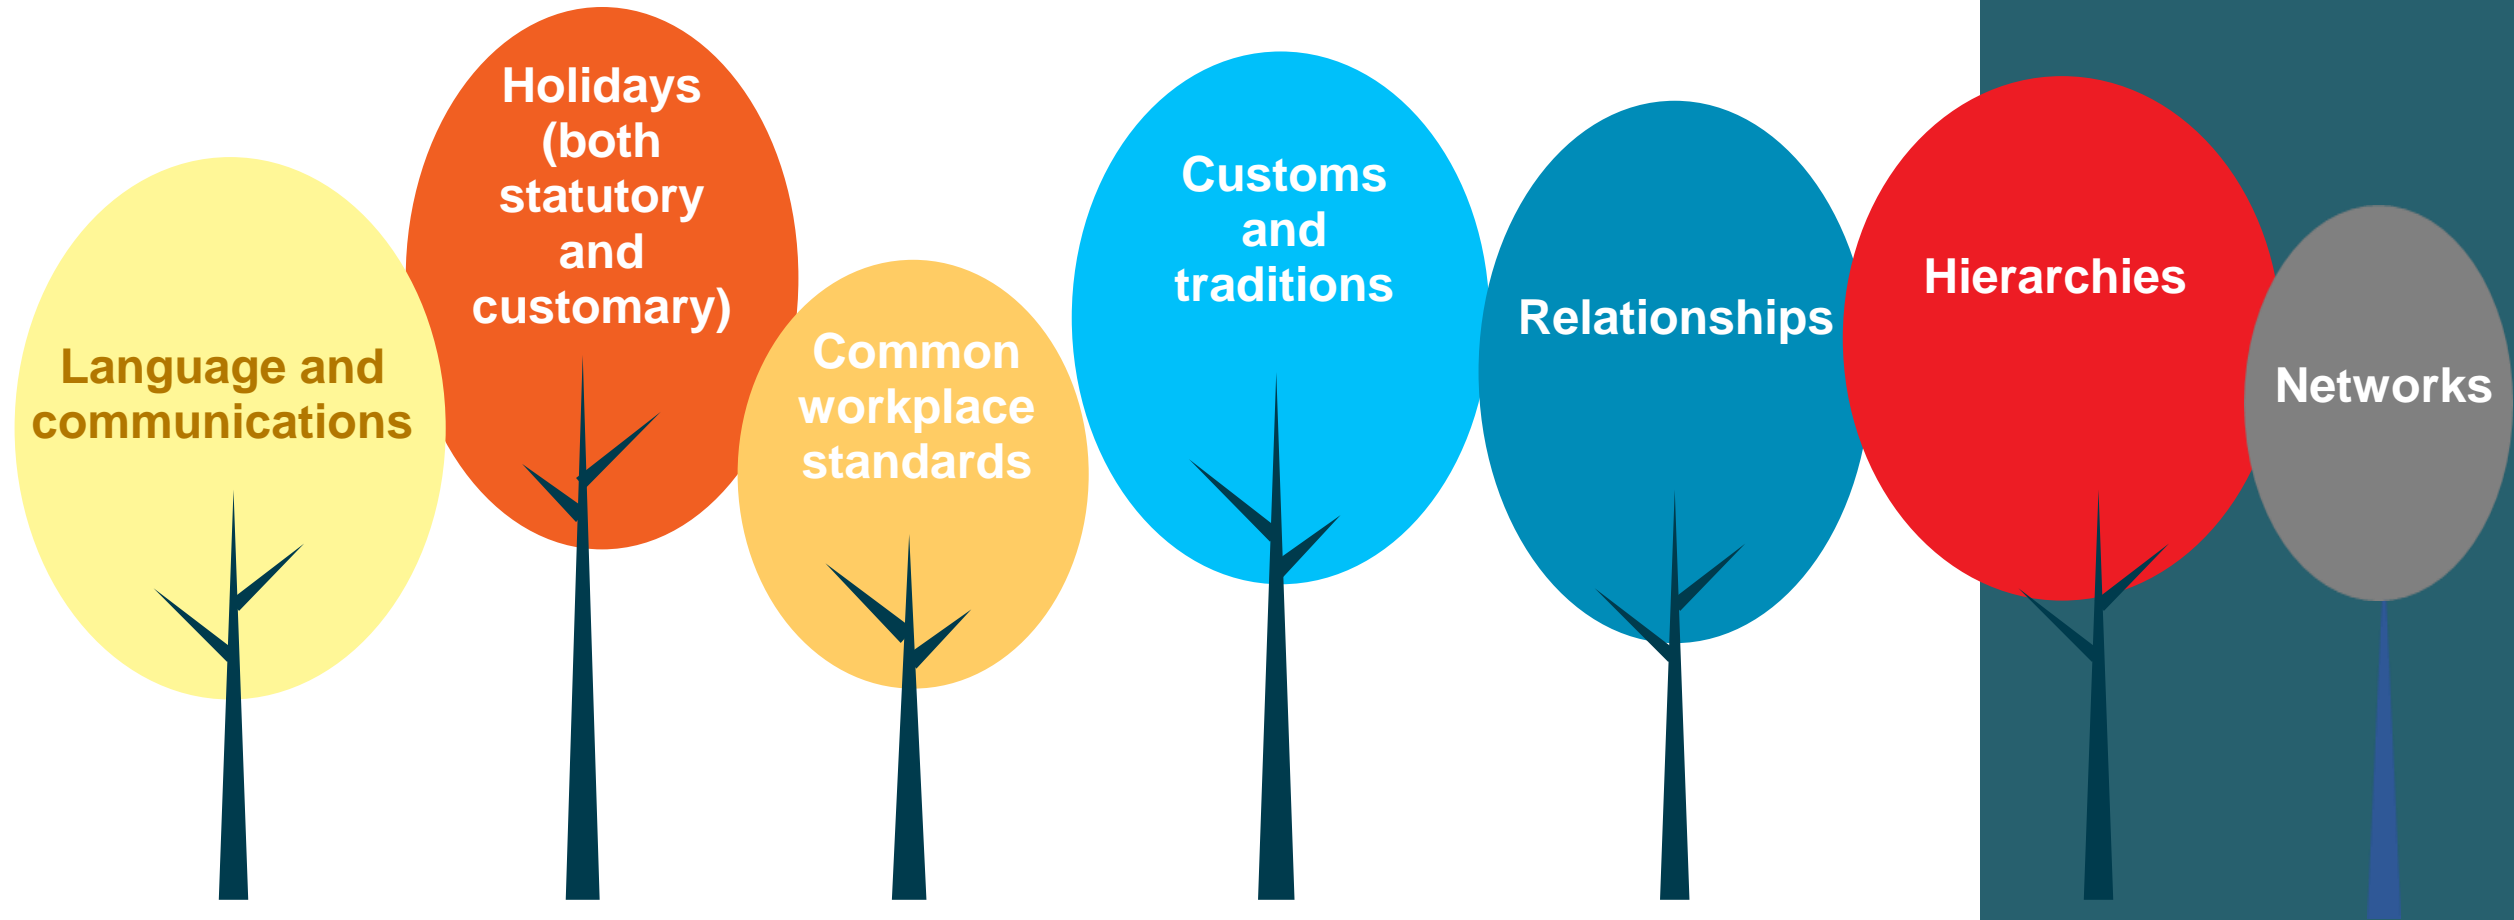 Language and
communications
Holidays
(both
statutory
and
customary)
Common
workplace
standards
Customs
and
traditions
Relationships
Hierarchies
Networks